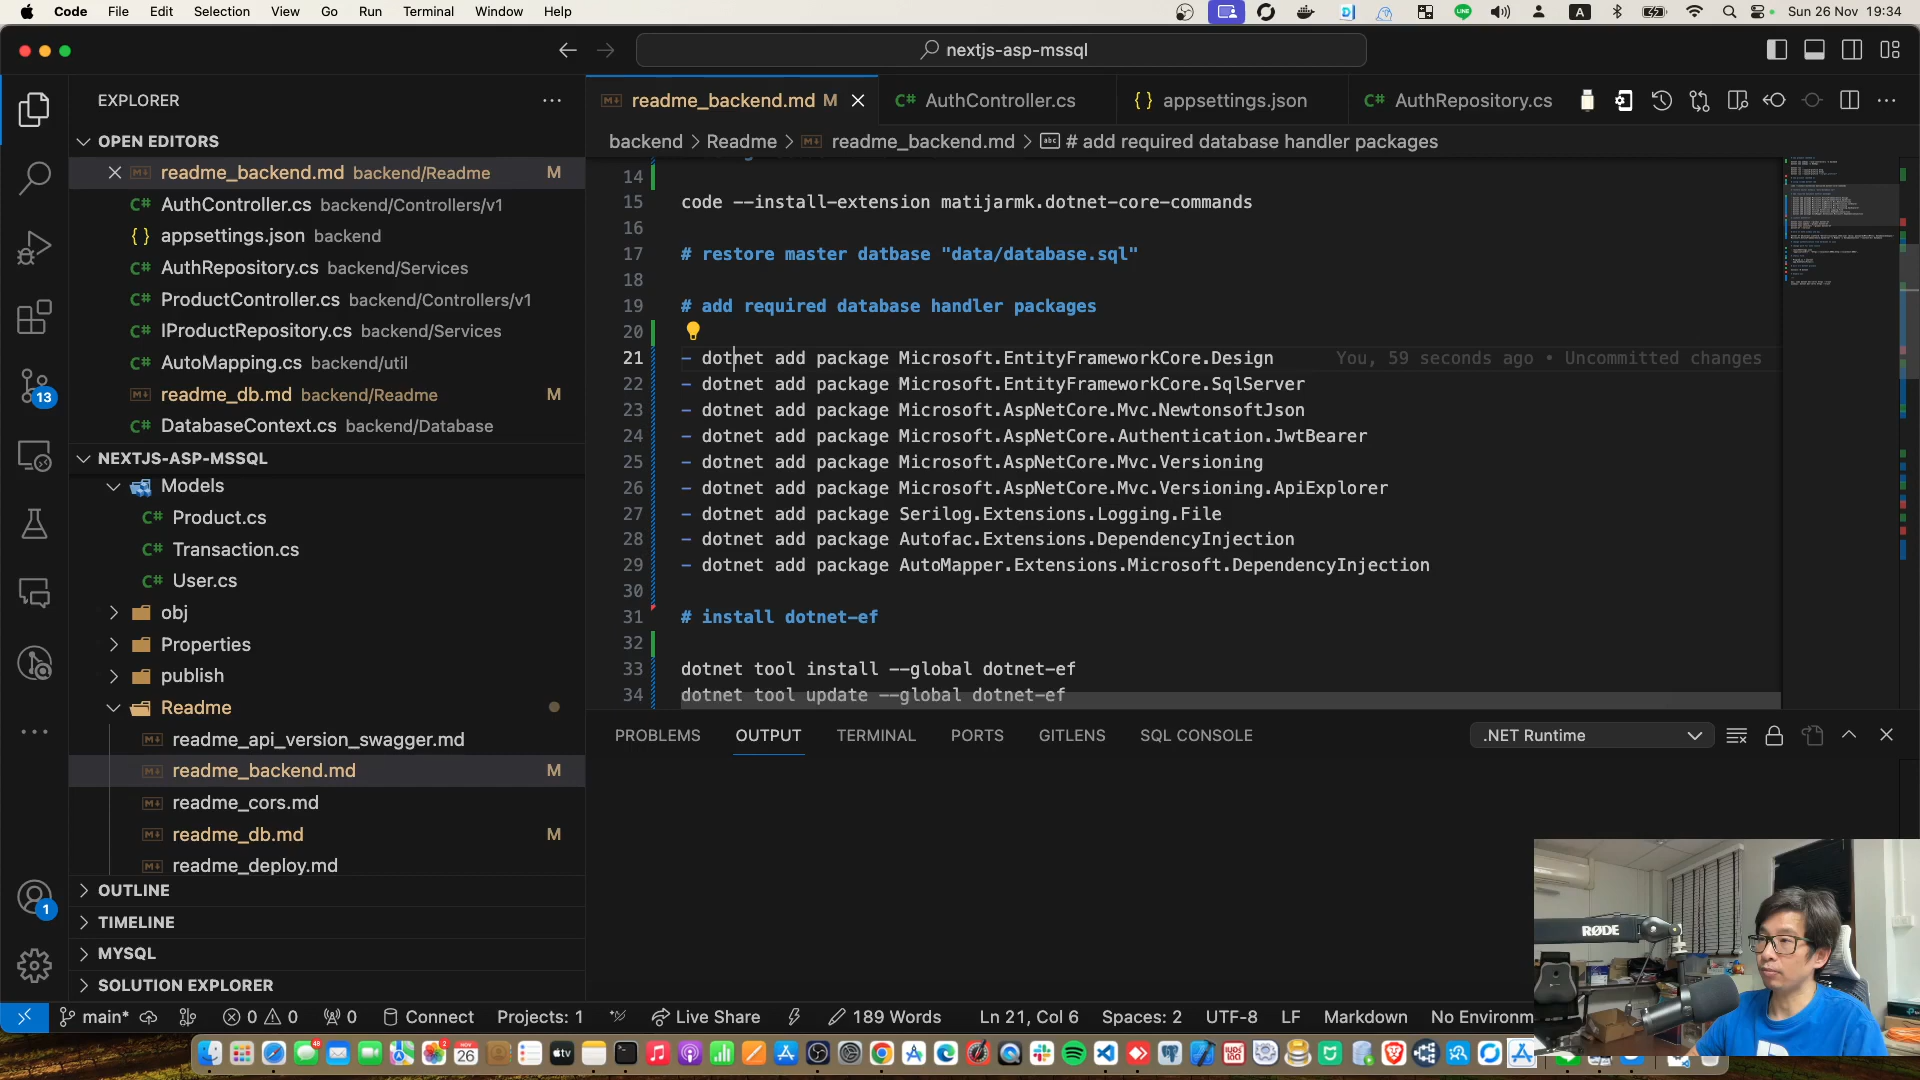 Code File Edit Selection View Go Run Terminal Window Help
A
Sun 26 Nov 19:34
nextjs-asp-mssql
EXPLORER
OPEN EDITORS
readme_backend.md backend/Readme M
AuthController.cs backend/Controllers/v1
{ } appsettings.json backend
AuthRepository.cs backend/Services
ProductController.cs backend/Controllers/v1
IProductRepository.cs backend/Services
AutoMapping.cs backend/util
readme_db.md backend/Readme M
DatabaseContext.cs backend/Database
NEXTJS-ASP-MSSQL
Models
Product.cs
Transaction.cs
User.cs
obj
Properties
publish
Readme
readme_api_version_swagger.md
readme_backend.md M
readme_cors.md
readme_db.md M
readme_deploy.md
OUTLINE
TIMELINE
MYSQL
SOLUTION EXPLORER
13
1
readme_backend.md M
AuthController.cs
{ } appsettings.json
AuthRepository.cs
backend > Readme > readme_backend.md > # add required database handler packages
14
15 code --install-extension matijarmk.dotnet-core-commands
16
17 # restore master datbase "data/database.sql"
18
19 # add required database handler packages
20
21 - dotnet add package Microsoft.EntityFrameworkCore.Design You, 59 seconds ago • Uncommitted changes
22 - dotnet add package Microsoft.EntityFrameworkCore.SqlServer
23 - dotnet add package Microsoft.AspNetCore.Mvc.NewtonsoftJson
24 - dotnet add package Microsoft.AspNetCore.Authentication.JwtBearer
25 - dotnet add package Microsoft.AspNetCore.Mvc.Versioning
26 - dotnet add package Microsoft.AspNetCore.Mvc.Versioning.ApiExplorer
27 - dotnet add package Serilog.Extensions.Logging.File
28 - dotnet add package Autofac.Extensions.DependencyInjection
29 - dotnet add package AutoMapper.Extensions.Microsoft.DependencyInjection
30
31 # install dotnet-ef
32
33 dotnet tool install --global dotnet-ef
34 dotnet tool update --global dotnet-ef
PROBLEMS OUTPUT TERMINAL PORTS GITLENS SQL CONSOLE
.NET Runtime
RØDE
main* 0 0 0 Connect Projects: 1 Live Share 189 Words Ln 21, Col 6 Spaces: 2 UTF-8 LF Markdown No Environm